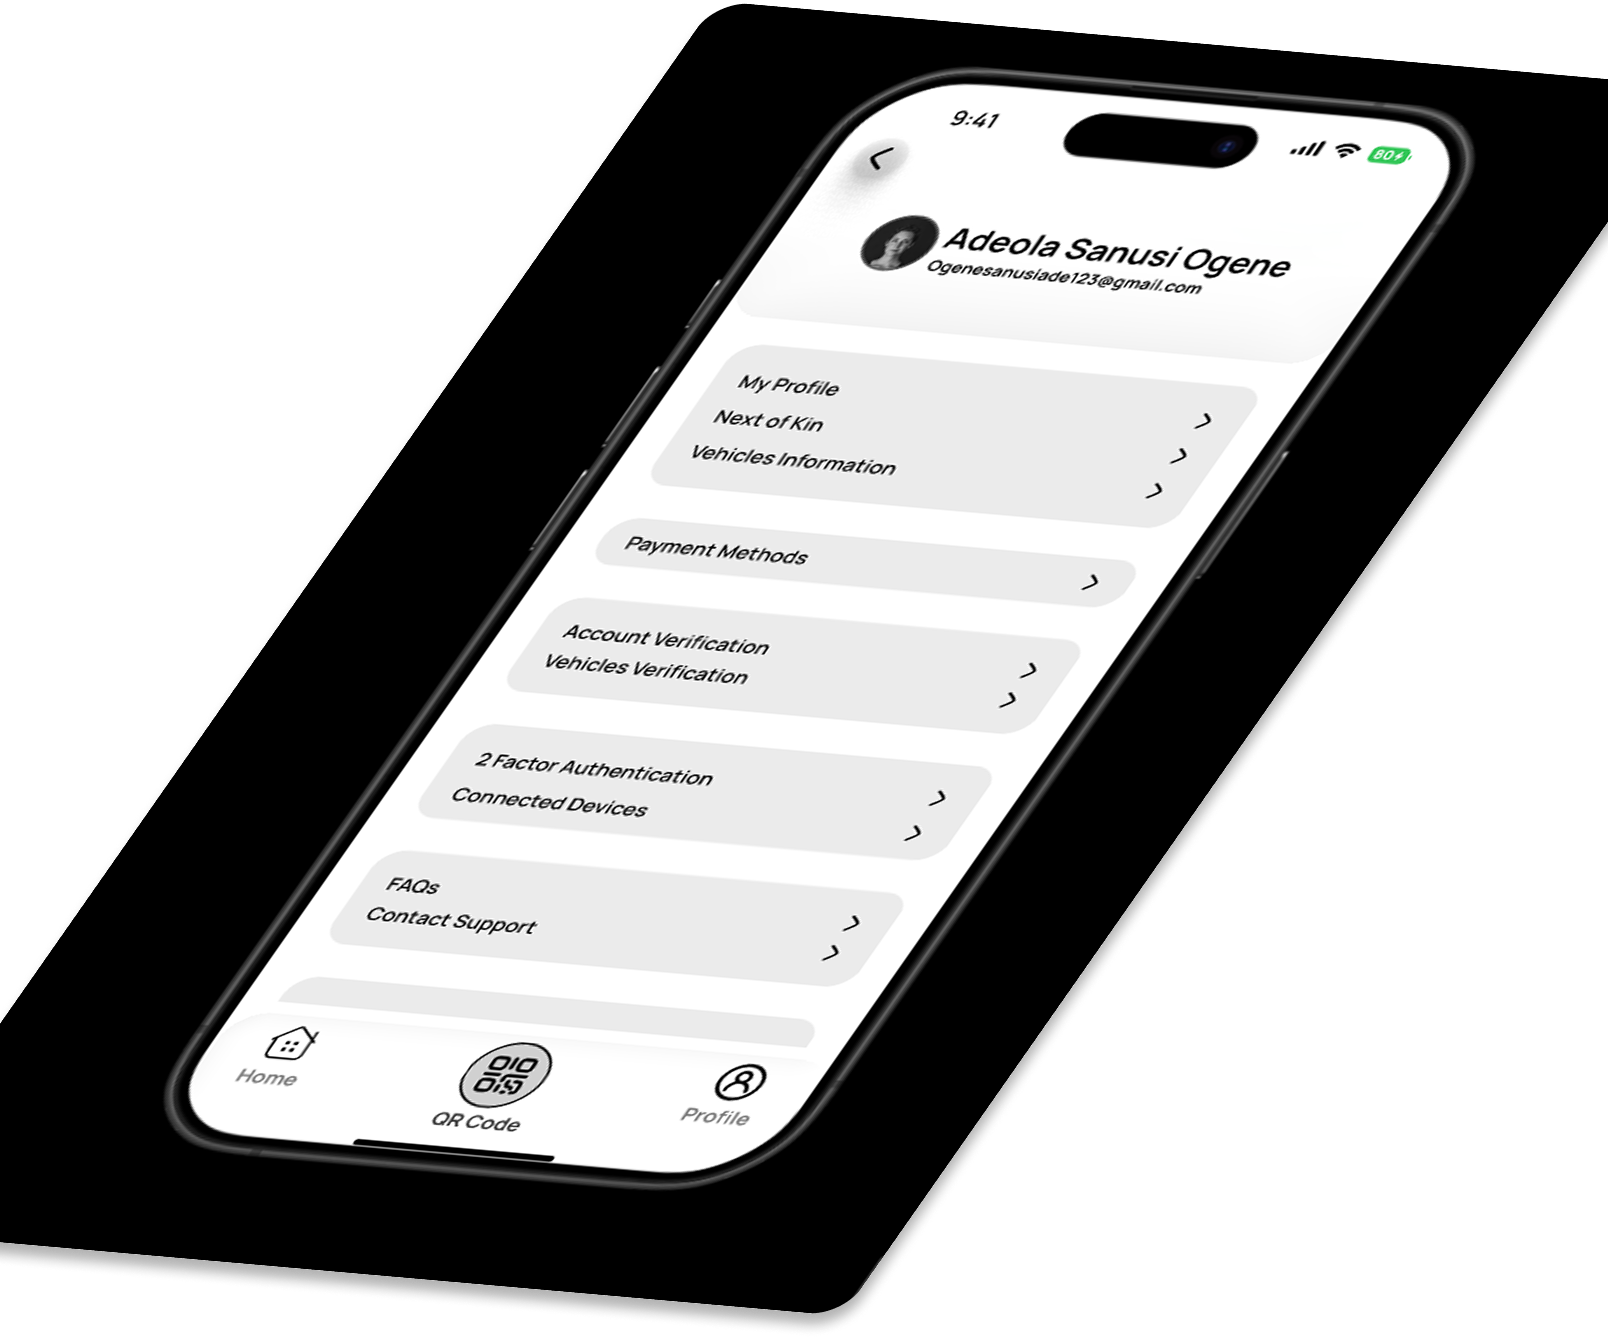 9:41
80
Adeola Sanusi Ogene
Ogenesanusiade123@gmail.com
My Profile
Next of Kin
Vehicles Information
Payment Methods
Account Verification
Vehicles Verification
2 Factor Authentication
Connected Devices
FAQs
Contact Support
Home
QR Code
Profile